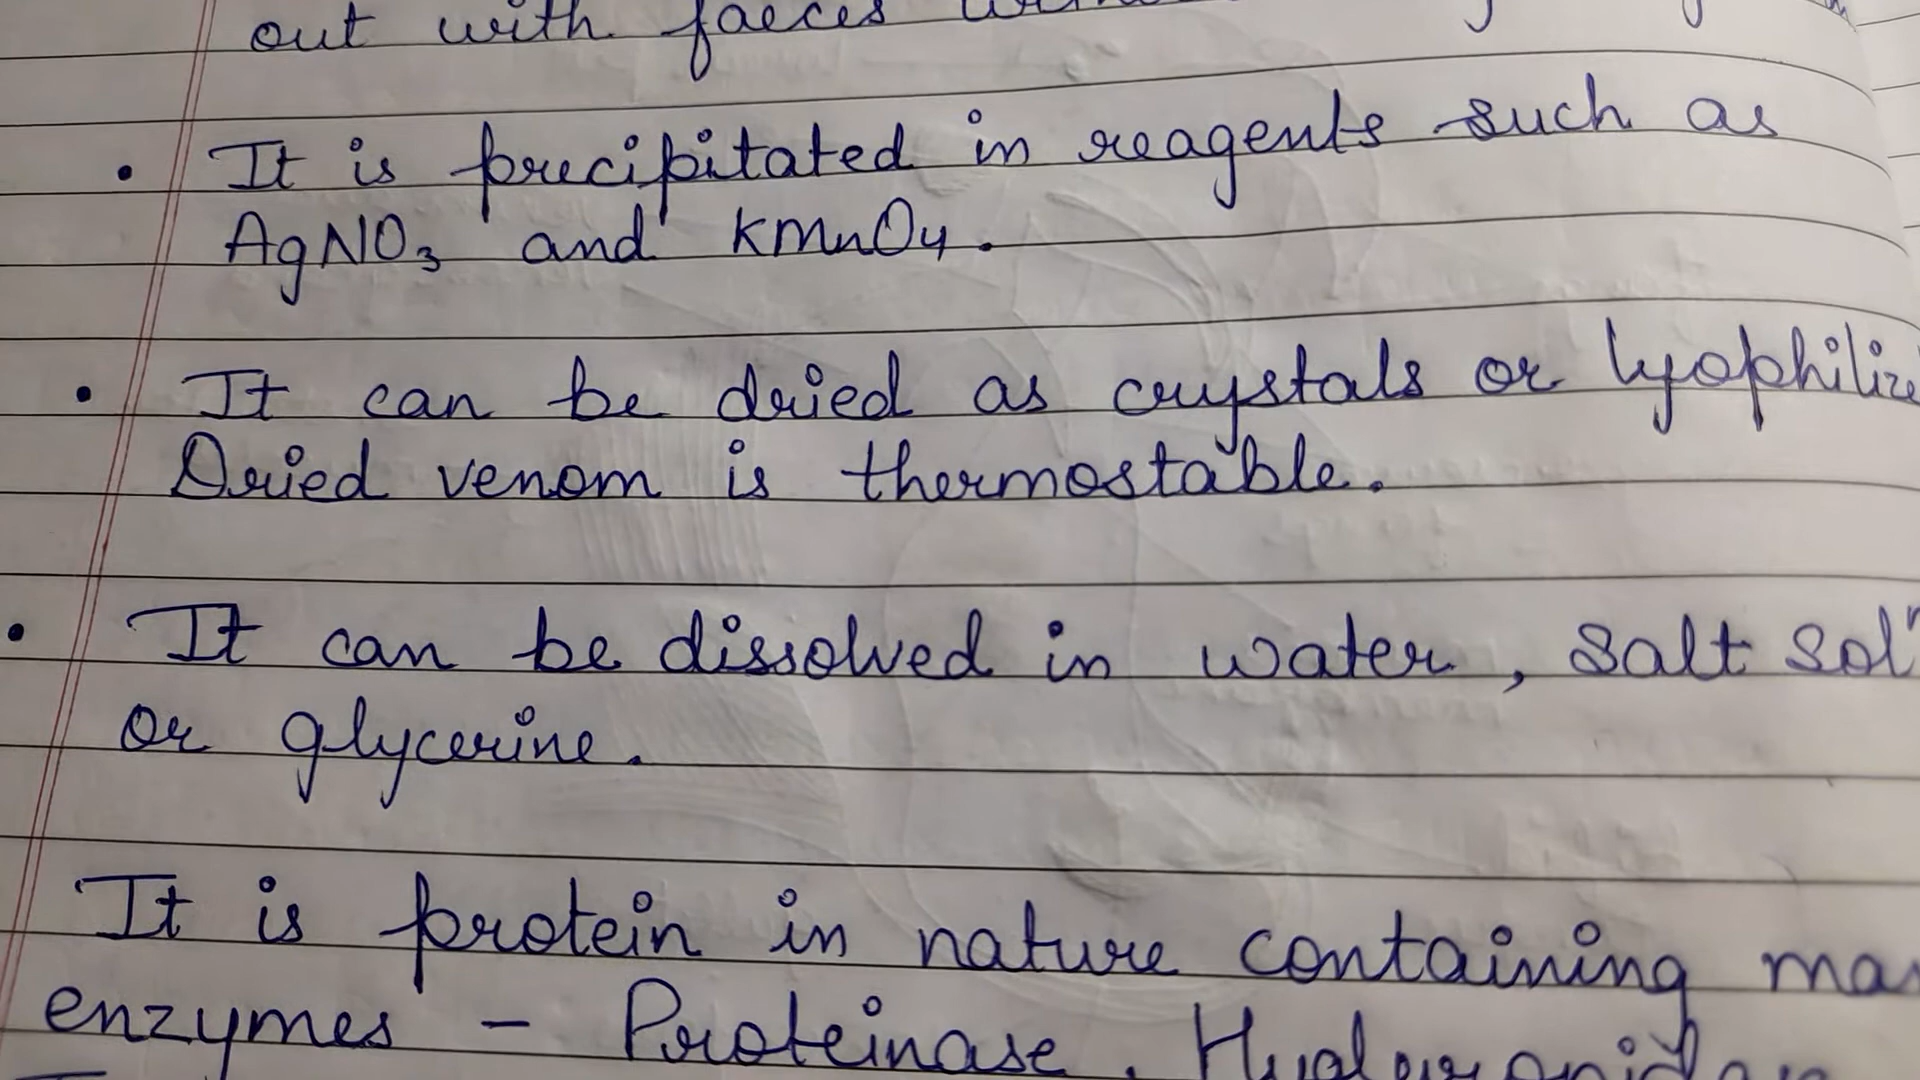 out with faeces
• It is precipitated in reagents such as
AgNO₃ and KMnO₄.
• It can be dried as crystals or lyophilize
Dried venom is thermostable.
• It can be dissolved in water, salt solⁿ
or glycerine.
It is protein in nature containing
enzymes - Proteinase,